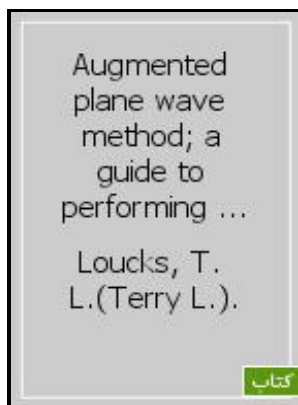 Augmented
plane wave
method; a
guide to
performing ...
Loucks, T.
L.(Terry L.).
کتاب